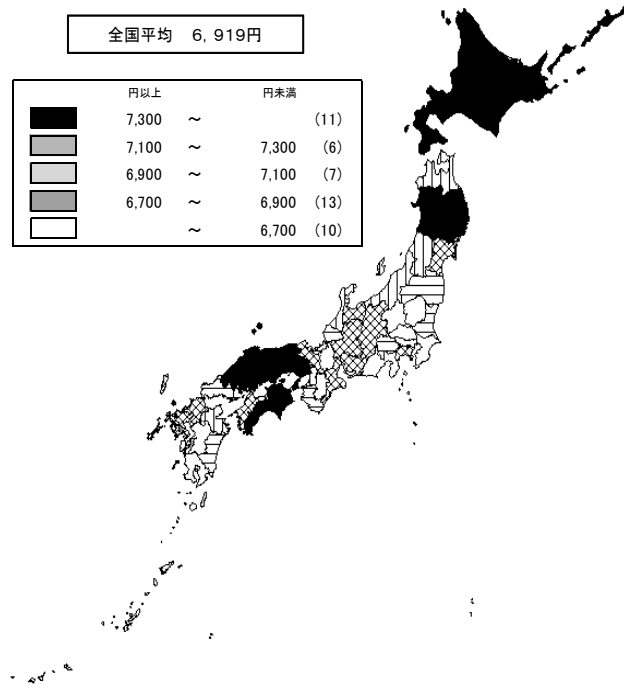 全国平均　6，919円
円以上　円未満
7,300　～　(11)
7,100　～　7,300　(6)
6,900　～　7,100　(7)
6,700　～　6,900　(13)
～　6,700　(10)